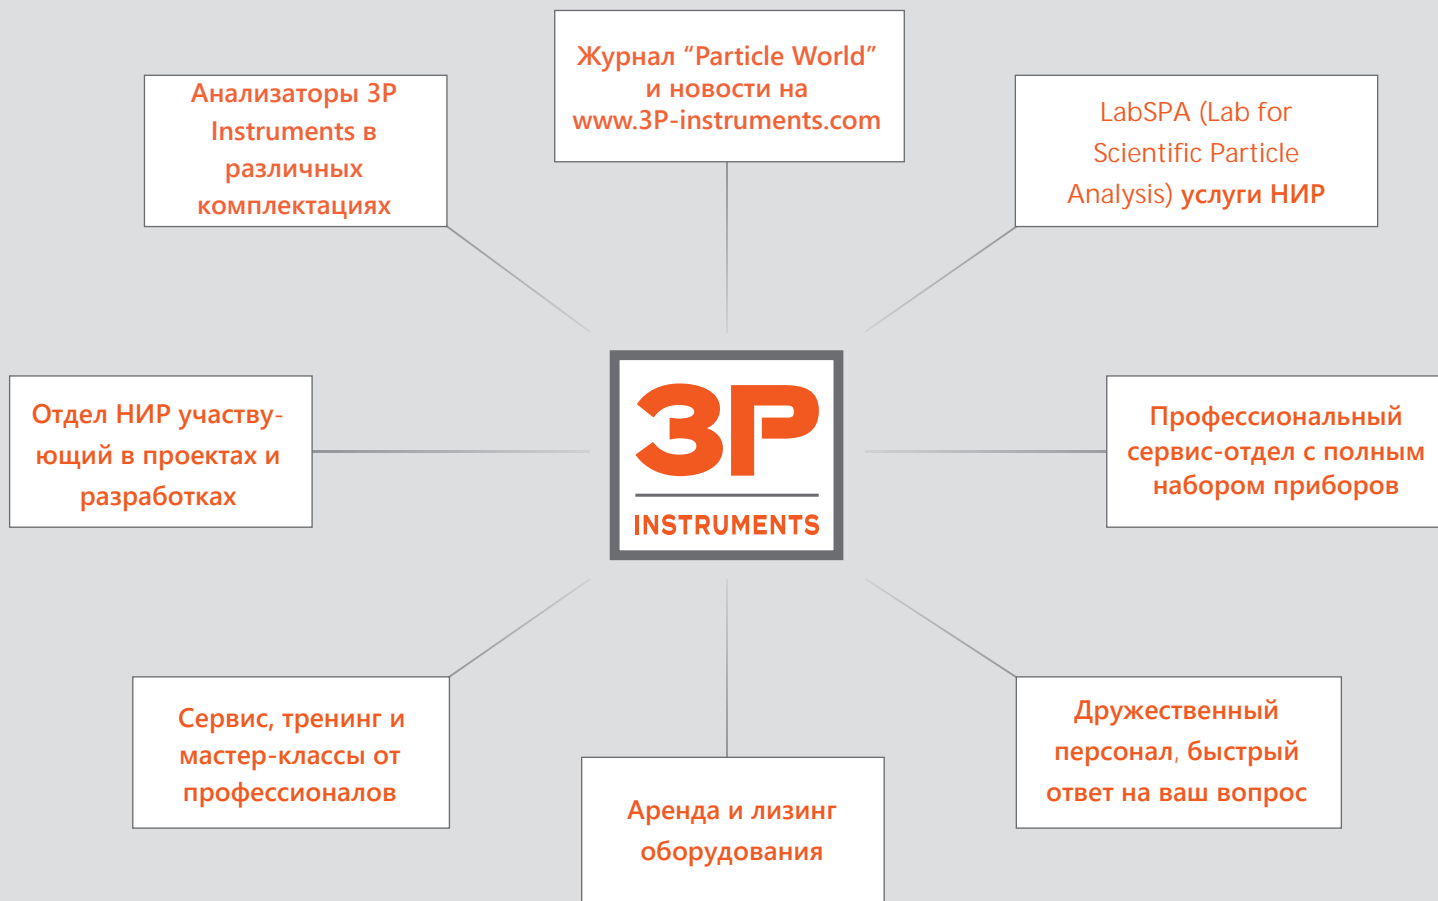 Журнал “Particle World”
и новости на
www.3P-instruments.com
Анализаторы 3P
Instruments в
различных
комплектациях
LabSPA (Lab for
Scientific Particle
Analysis) услуги НИР
Отдел НИР участву-
ющий в проектах и
разработках
3P
INSTRUMENTS
Профессиональный
сервис-отдел с полным
набором приборов
Сервис, тренинг и
мастер-классы от
профессионалов
Аренда и лизинг
оборудования
Дружественный
персонал, быстрый
ответ на ваш вопрос